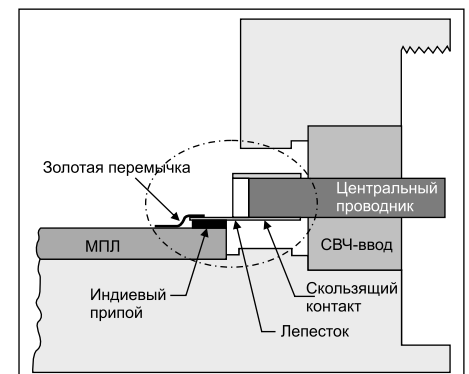 Золотая перемычка
Центральный
проводник
МПЛ
СВЧ-ввод
Индиевый
припой
Скользящий
контакт
Лепесток